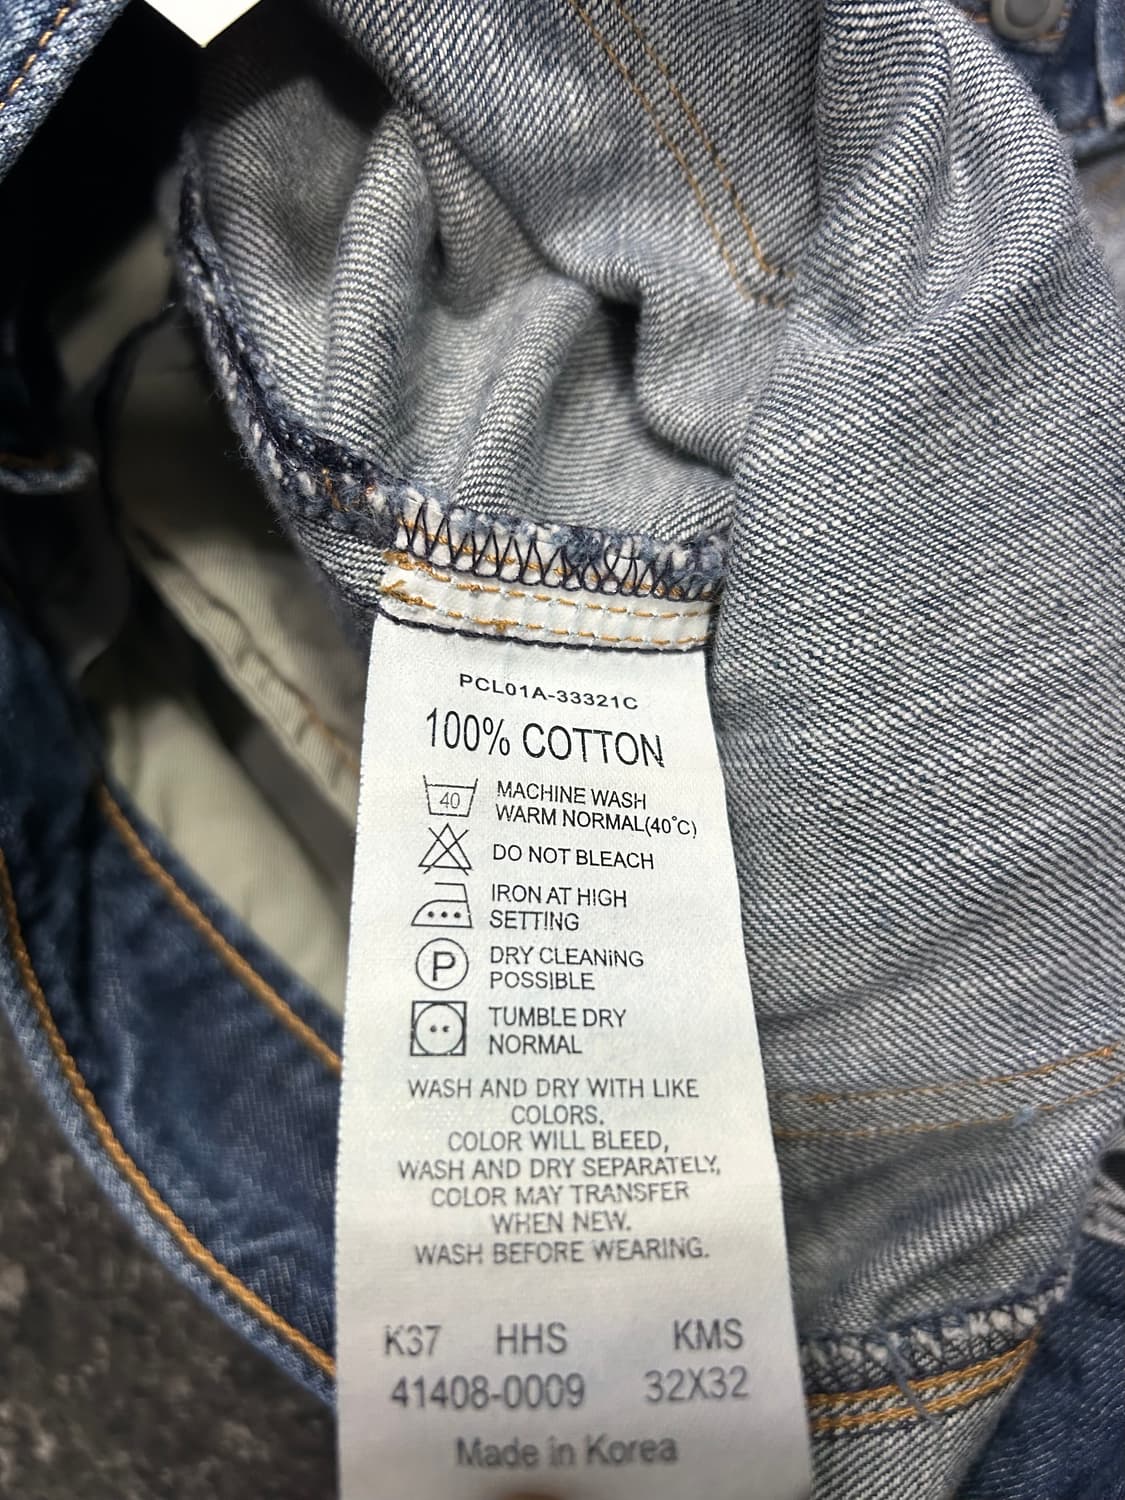 PCL01A-33321C
100% COTTON
40 MACHINE WASH
WARM NORMAL(40°C)
DO NOT BLEACH
IRON AT HIGH
SETTING
P DRY CLEANING
POSSIBLE
TUMBLE DRY
NORMAL
WASH AND DRY WITH LIKE
COLORS.
COLOR WILL BLEED,
WASH AND DRY SEPARATELY,
COLOR MAY TRANSFER
WHEN NEW.
WASH BEFORE WEARING.
K37 HHS KMS
41408-0009 32X32
Made in Korea